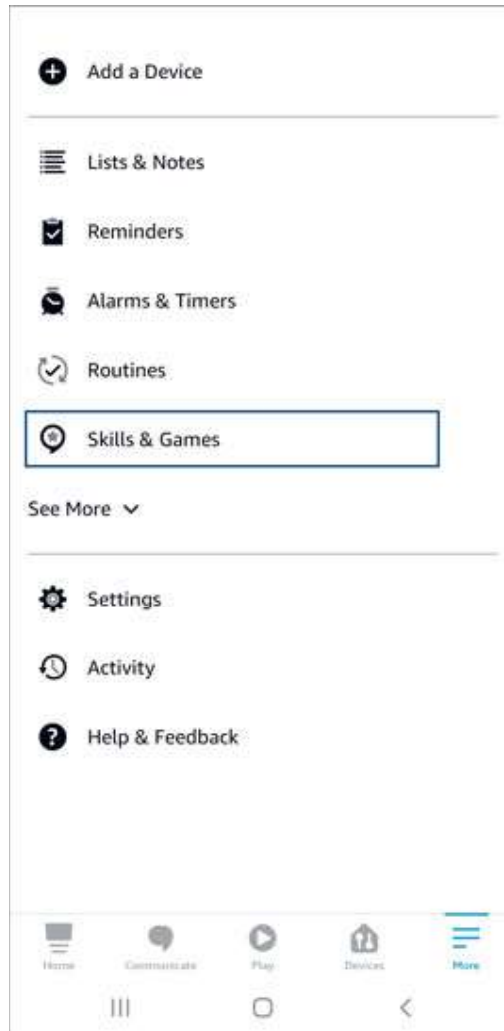 Add a Device
Lists & Notes
Reminders
Alarms & Timers
Routines
Skills & Games
See More
Settings
Activity
Help & Feedback
Home
Communicate
Play
Devices
More